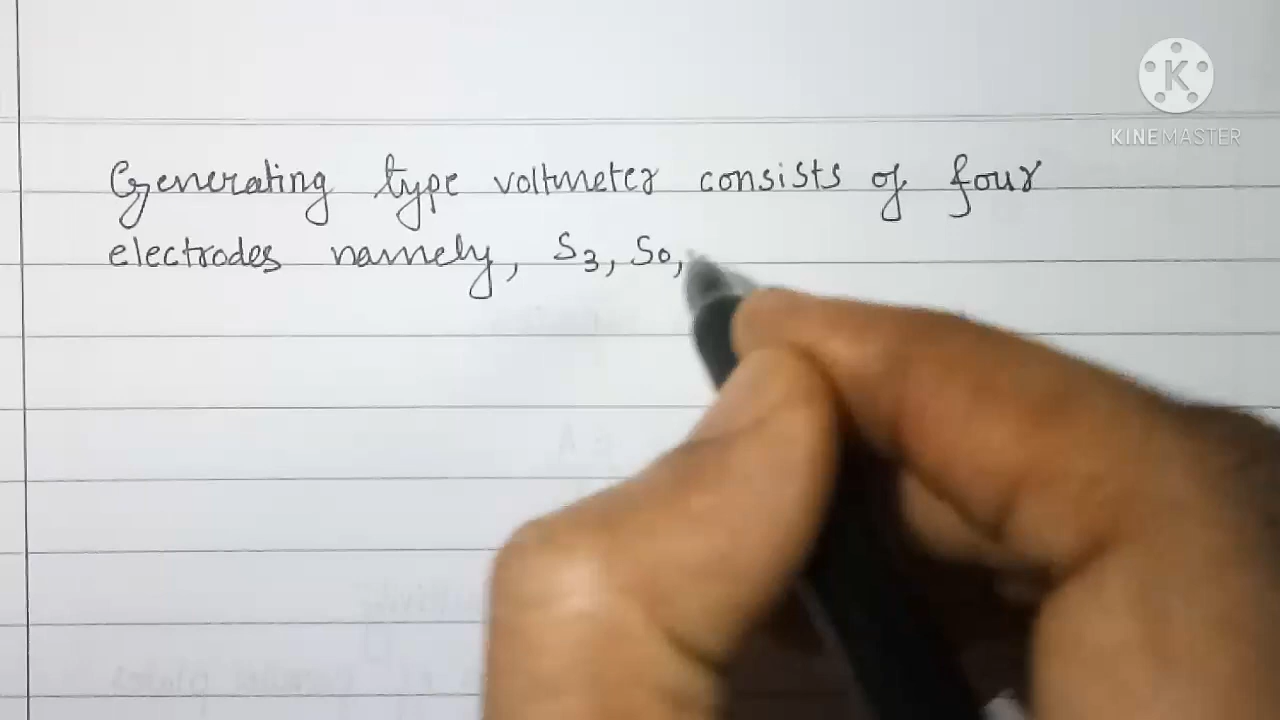 K
KINEMASTER
Generating type voltmeter consists of four
electrodes namely, S3, S0,